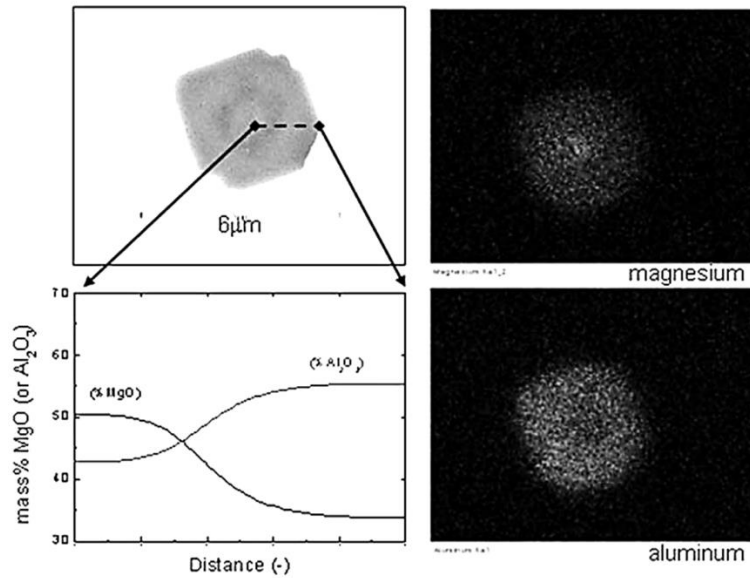 6μm
magnesium
mass% MgO (or Al₂O₃)
70
60
50
40
30
(% MgO)
(% Al₂O₃)
Distance (-)
aluminum